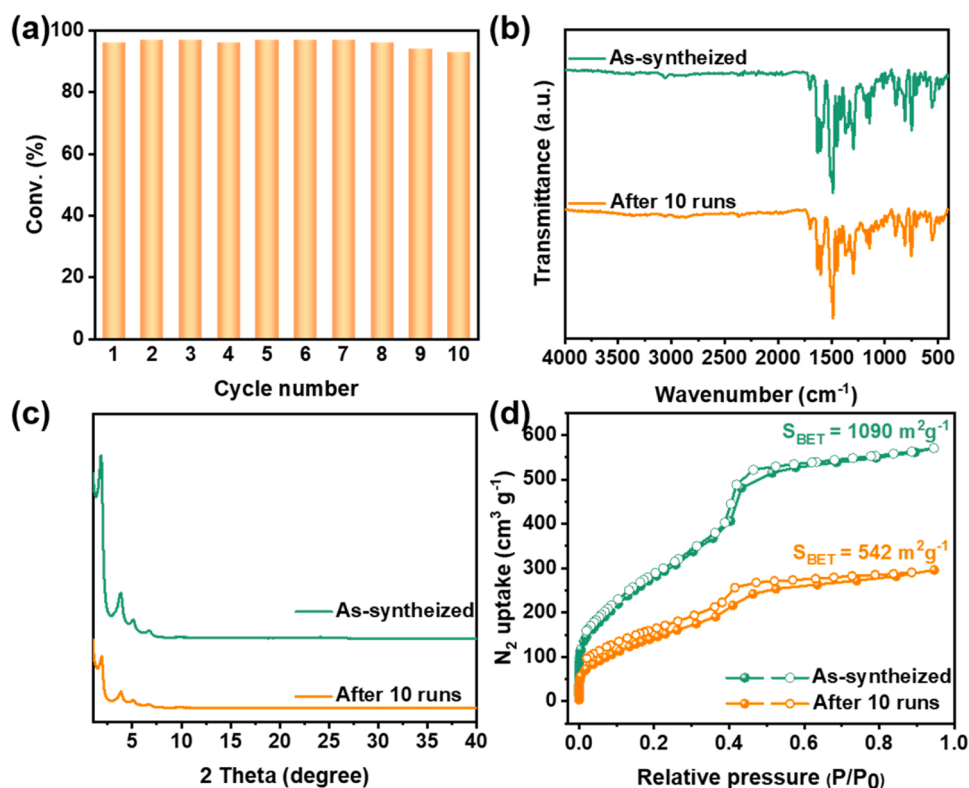 (a)
100
80
60
40
20
0
Conv. (%)
1 2 3 4 5 6 7 8 9 10
Cycle number
(b)
As-syntheized
After 10 runs
Transmittance (a.u.)
4000 3500 3000 2500 2000 1500 1000 500
Wavenumber (cm⁻¹)
(c)
As-syntheized
After 10 runs
5 10 15 20 25 30 35 40
2 Theta (degree)
(d)
600
500
400
300
200
100
0
N₂ uptake (cm³ g⁻¹)
S_BET = 1090 m²g⁻¹
S_BET = 542 m²g⁻¹
As-syntheized
After 10 runs
0.0 0.2 0.4 0.6 0.8 1.0
Relative pressure (P/P₀)